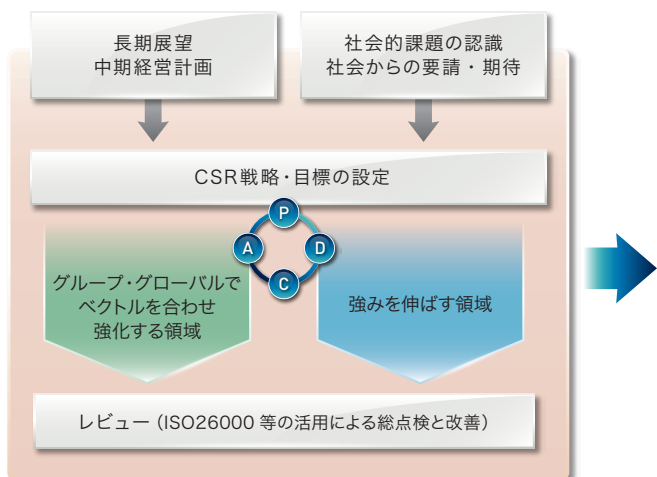 長期展望
中期経営計画
社会的課題の認識
社会からの要請・期待
CSR戦略・目標の設定
P
A
D
C
グループ・グローバルで
ベクトルを合わせ
強化する領域
強みを伸ばす領域
レビュー（ISO26000 等の活用による総点検と改善）